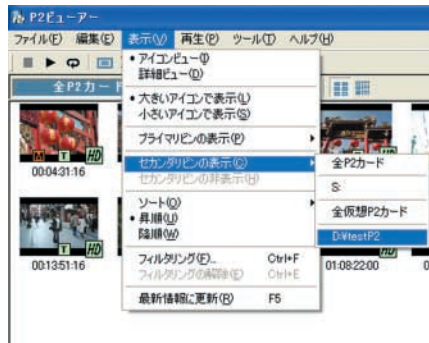 P2ビューアー
ファイル(F) 編集(E) 表示(V) 再生(P) ツール(T) ヘルプ(H)
全P2カード
• アイコンビュー(I)
詳細ビュー(D)
• 大きいアイコンで表示(L)
小さいアイコンで表示(S)
プライマリビンの表示(P)
セカンダリビンの表示(C)
セカンダリビンの非表示(H)
ソート(O)
• 昇順(U)
降順(W)
フィルタリング(F)... Ctrl+F
フィルタリングの解除(E) Ctrl+E
最新情報に更新(R) F5
全P2カード
S:
全仮想P2カード
D:¥testP2
M T HD
00:04:31:16
T HD
00:13:51:16
HD
HD
01:08:22:00